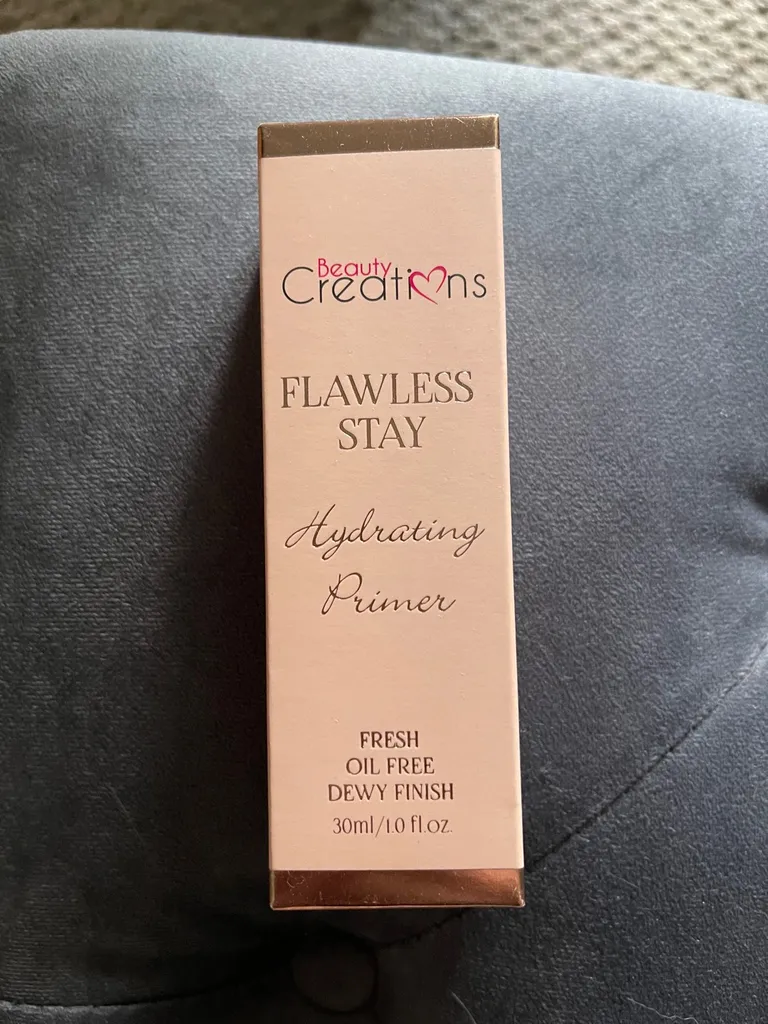 Beauty
Creations
FLAWLESS
STAY
Hydrating
Primer
FRESH
OIL FREE
DEWY FINISH
30ml/1.0 fl.oz.